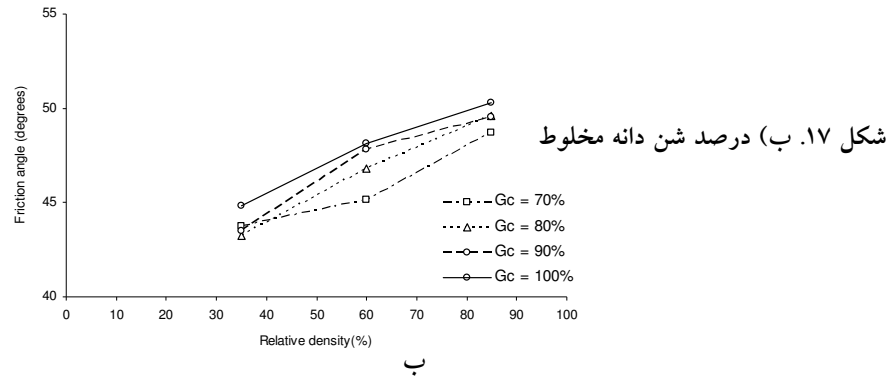 55
50
45
40
Friction angle (degrees)
0 10 20 30 40 50 60 70 80 90 100
Relative density(%)
Gc = 70%
Gc = 80%
Gc = 90%
Gc = 100%
شکل ۱۷. ب) درصد شن دانه مخلوط
ب